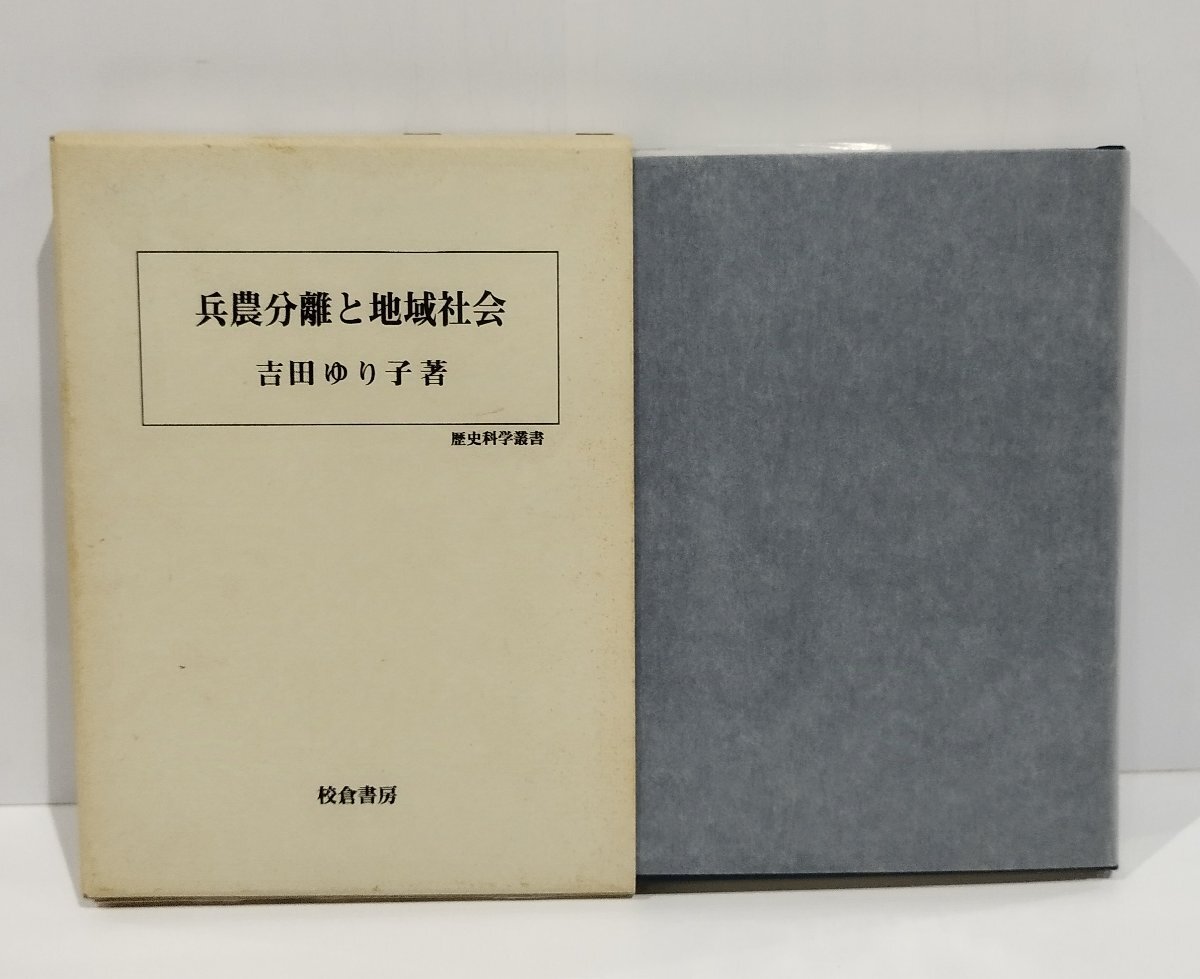 兵農分離と地域社会
吉田ゆり子著
歴史科学叢書
校倉書房